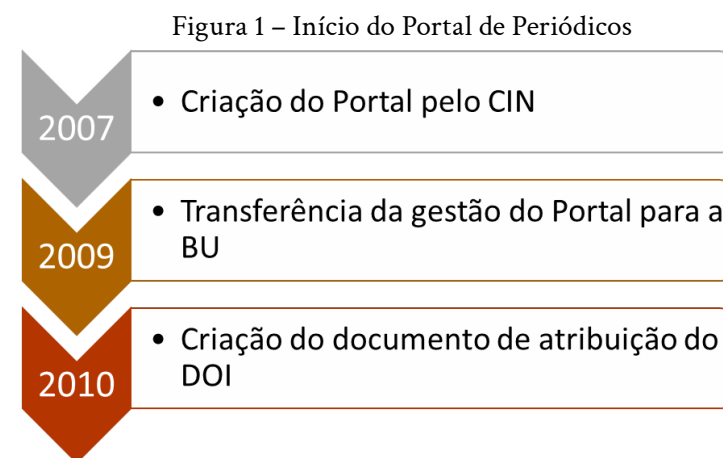 Figura 1 – Início do Portal de Periódicos
2007
• Criação do Portal pelo CIN
2009
• Transferência da gestão do Portal para a
BU
2010
• Criação do documento de atribuição do
DOI